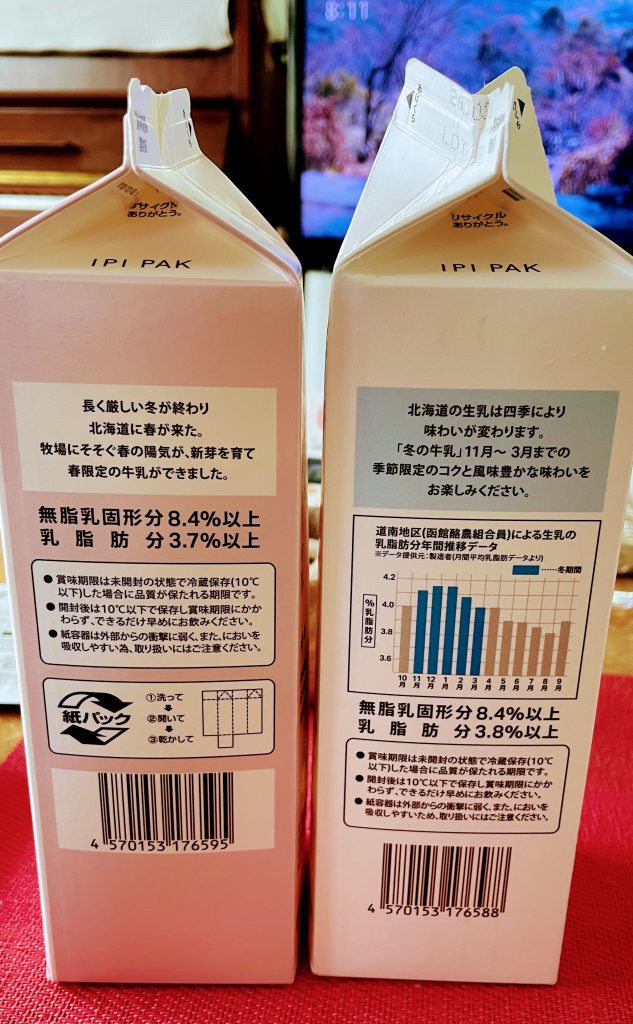 8:11
リサイクル
ありがとう。
IPI PAK
長く厳しい冬が終わり
北海道に春が来た。
牧場にそそぐ春の陽気が、新芽を育て
春限定の牛乳ができました。
無脂乳固形分 8.4%以上
乳脂肪分 3.7%以上
● 賞味期限は未開封の状態で冷蔵保存(10℃
以下)した場合に品質が保たれる期限です。
● 開封後は10℃以下で保存し賞味期限にかか
わらず、できるだけ早めにお飲みください。
● 紙容器は外部からの衝撃に弱く、また、においを
吸収しやすい為、取り扱いにはご注意ください。
紙パック
①洗って
②開いて
③乾かして
4 570153 176595
あけくち
LOT
リサイクル
ありがとう。
IPI PAK
北海道の生乳は四季により
味わいが変わります。
「冬の牛乳」11月～3月までの
季節限定のコクと風味豊かな味わいを
お楽しみください。
道南地区(函館酪農組合員)による生乳の
乳脂肪分年間推移データ
※データ提供元:製造者(月間平均乳脂肪データより)
……冬期間
%乳脂肪分
4.2
4.0
3.8
3.6
10月 11月 12月 1月 2月 3月 4月 5月 6月 7月 8月 9月
無脂乳固形分 8.4%以上
乳脂肪分 3.8%以上
● 賞味期限は未開封の状態で冷蔵保存(10℃
以下)した場合に品質が保たれる期限です。
● 開封後は10℃以下で保存し賞味期限にかか
わらず、できるだけ早めにお飲みください。
● 紙容器は外部からの衝撃に弱く、また、においを
吸収しやすいため、取り扱いにはご注意ください。
4 570153 176588